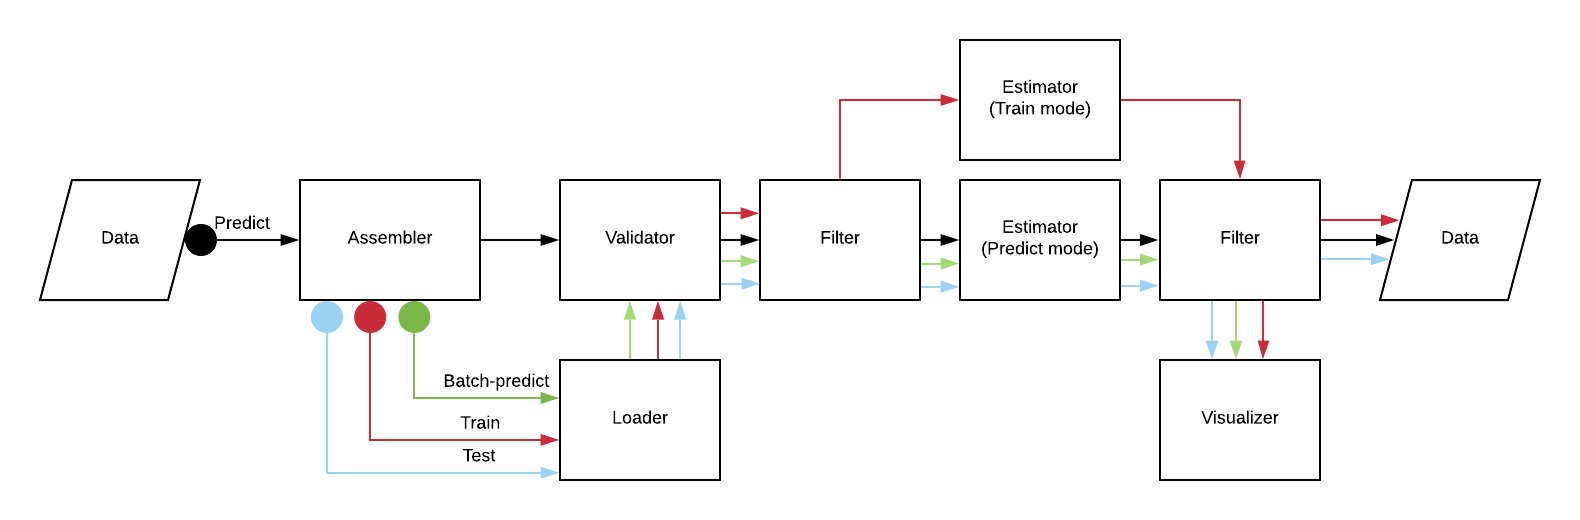 Estimator
(Train mode)
Data
Predict
Assembler
Validator
Filter
Estimator
(Predict mode)
Filter
Data
Batch-predict
Train
Test
Loader
Visualizer